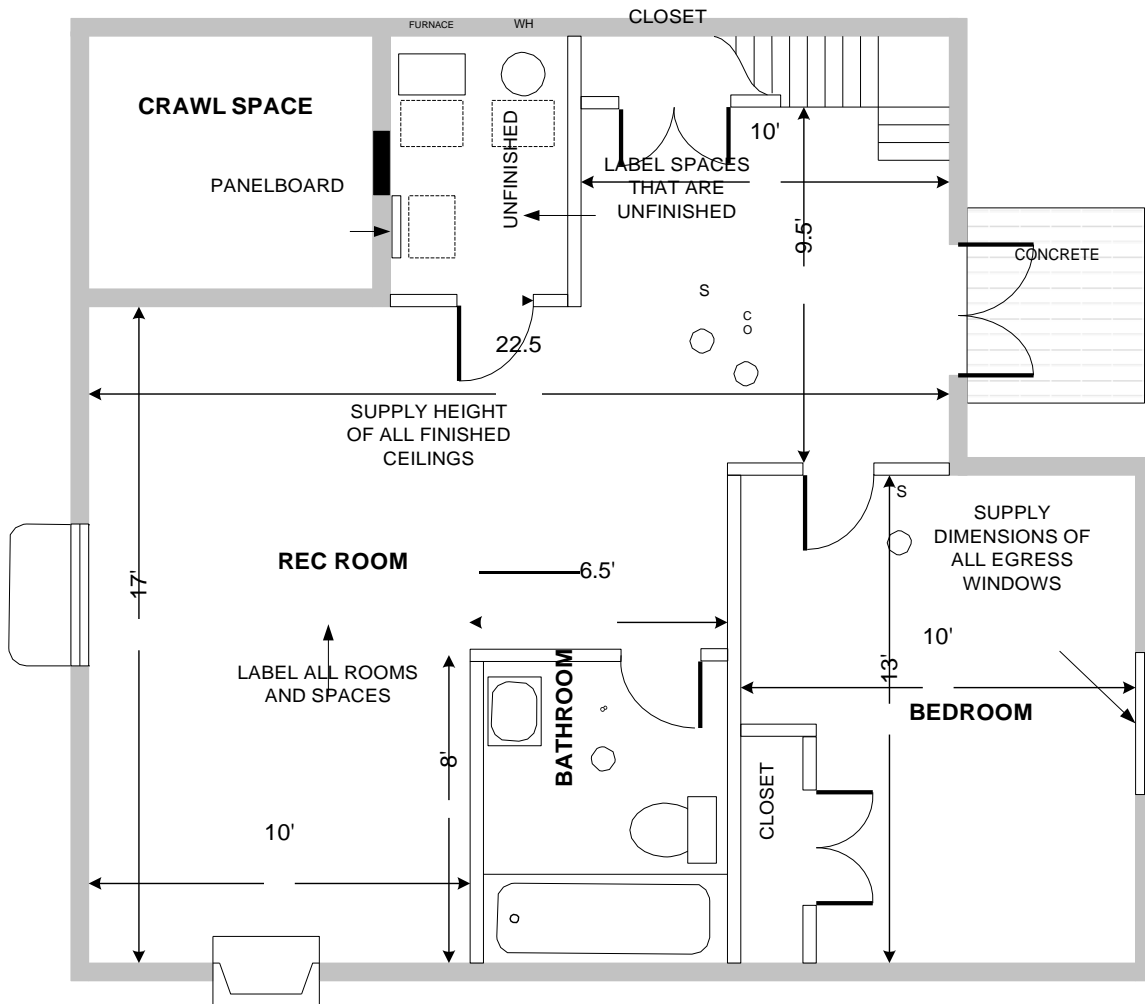 CLOSET
FURNACE
WH
CRAWL SPACE
10'
UNFINISHED
LABEL SPACES
THAT ARE
UNFINISHED
PANELBOARD
9.5'
CONCRETE
S
C
O
22.5
SUPPLY HEIGHT
OF ALL FINISHED
CEILINGS
S
SUPPLY
DIMENSIONS OF
ALL EGRESS
WINDOWS
REC ROOM
6.5'
17'
10'
LABEL ALL ROOMS
AND SPACES
13'
BATHROOM
BEDROOM
8'
CLOSET
10'